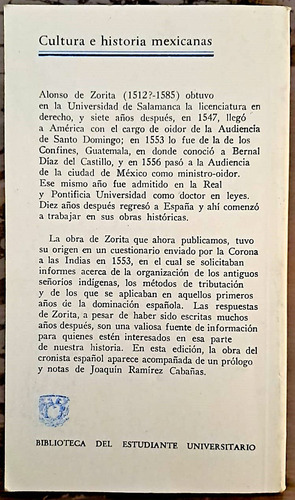 Cultura e historia mexicanas
Alonso de Zorita (1512?-1585) obtuvo
en la Universidad de Salamanca la licenciatura en
derecho, y siete años después, en 1547, llegó
a América con el cargo de oidor de la Audiencia
de Santo Domingo; en 1553 lo fue de la de los
Confines, Guatemala, en donde conoció a Bernal
Díaz del Castillo, y en 1556 pasó a la Audiencia
de la ciudad de México como ministro-oidor.
Ese mismo año fue admitido en la Real
y Pontificia Universidad como doctor en leyes.
Diez años después regresó a España y ahí comenzó
a trabajar en sus obras históricas.
La obra de Zorita que ahora publicamos, tuvo
su origen en un cuestionario enviado por la Corona
a las Indias en 1553, en el cual se solicitaban
informes acerca de la organización de los antiguos
señoríos indígenas, los métodos de tributación
y de los que se aplicaban en aquellos primeros
años de la dominación española. Las respuestas
de Zorita, a pesar de haber sido escritas muchos
años después, son una valiosa fuente de información
para quienes estén interesados en esa parte
de nuestra historia. En esta edición, la obra del
cronista español aparece acompañada de un prólogo
y notas de Joaquín Ramírez Cabañas.
BIBLIOTECA DEL ESTUDIANTE UNIVERSITARIO